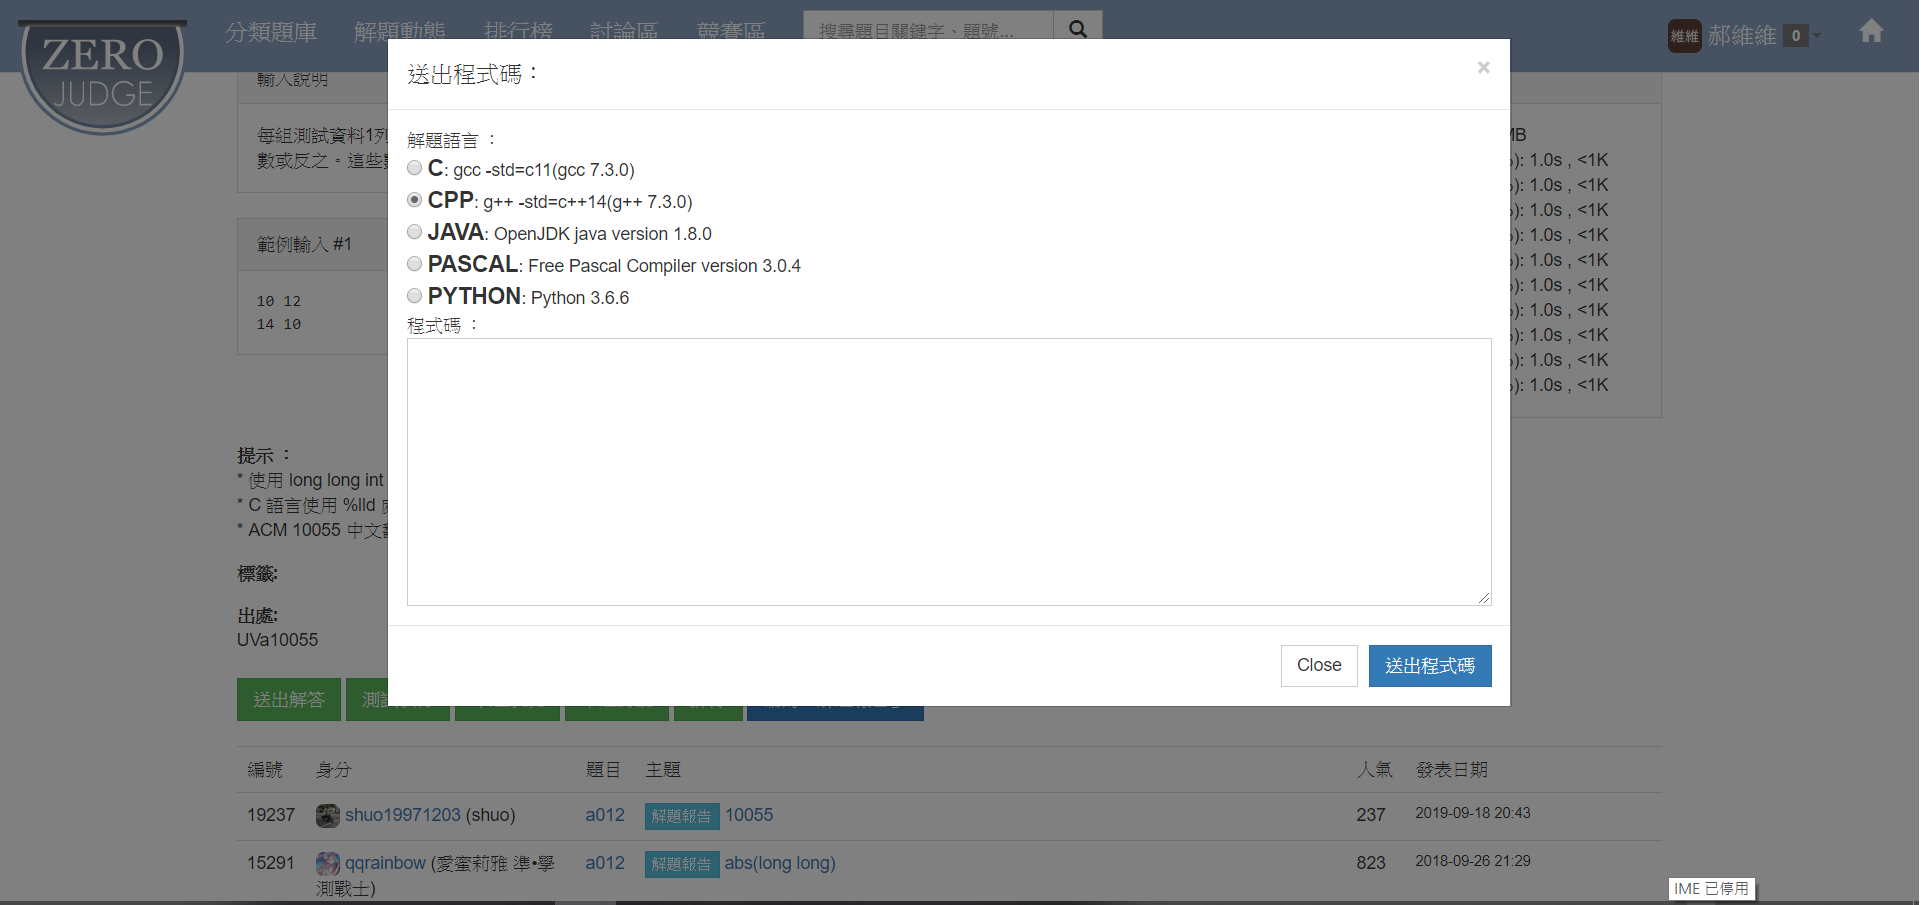 ZERO
JUDGE
分類題庫 解題動態 排行榜 討論區 競賽區 搜尋題目關鍵字、題號... 維維 郝維維 0
送出程式碼： ×
輸入說明
每組測試資料1列
數或反之。這些
範例輸入 #1
10 12
14 10
解題語言 ：
C: gcc -std=c11(gcc 7.3.0)
CPP: g++ -std=c++14(g++ 7.3.0)
JAVA: OpenJDK java version 1.8.0
PASCAL: Free Pascal Compiler version 3.0.4
PYTHON: Python 3.6.6
程式碼 ：
MB
): 1.0s , <1K
): 1.0s , <1K
): 1.0s , <1K
): 1.0s , <1K
): 1.0s , <1K
): 1.0s , <1K
): 1.0s , <1K
): 1.0s , <1K
): 1.0s , <1K
): 1.0s , <1K
提示 ：
* 使用 long long int
* C 語言使用 %lld
* ACM 10055 中文
標籤:
出處:
UVa10055
Close 送出程式碼
送出解答
編號 身分 題目 主題 人氣 發表日期
19237 shuo19971203 (shuo) a012 解題報告 10055 237 2019-09-18 20:43
15291 qqrainbow (愛蜜莉雅 準•學 a012 解題報告 abs(long long) 823 2018-09-26 21:29
測戰士)
IME 已停用